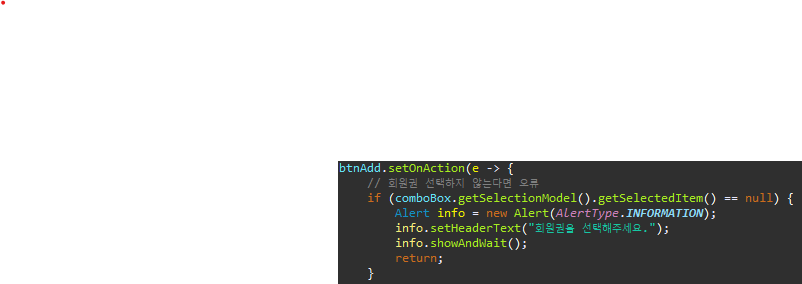 btnAdd.setOnAction(e -> {
// 회원권 선택하지 않는다면 오류
if (comboBox.getSelectionModel().getSelectedItem() == null) {
Alert info = new Alert(AlertType.INFORMATION);
info.setHeaderText("회원권을 선택해주세요.");
info.showAndWait();
return;
}